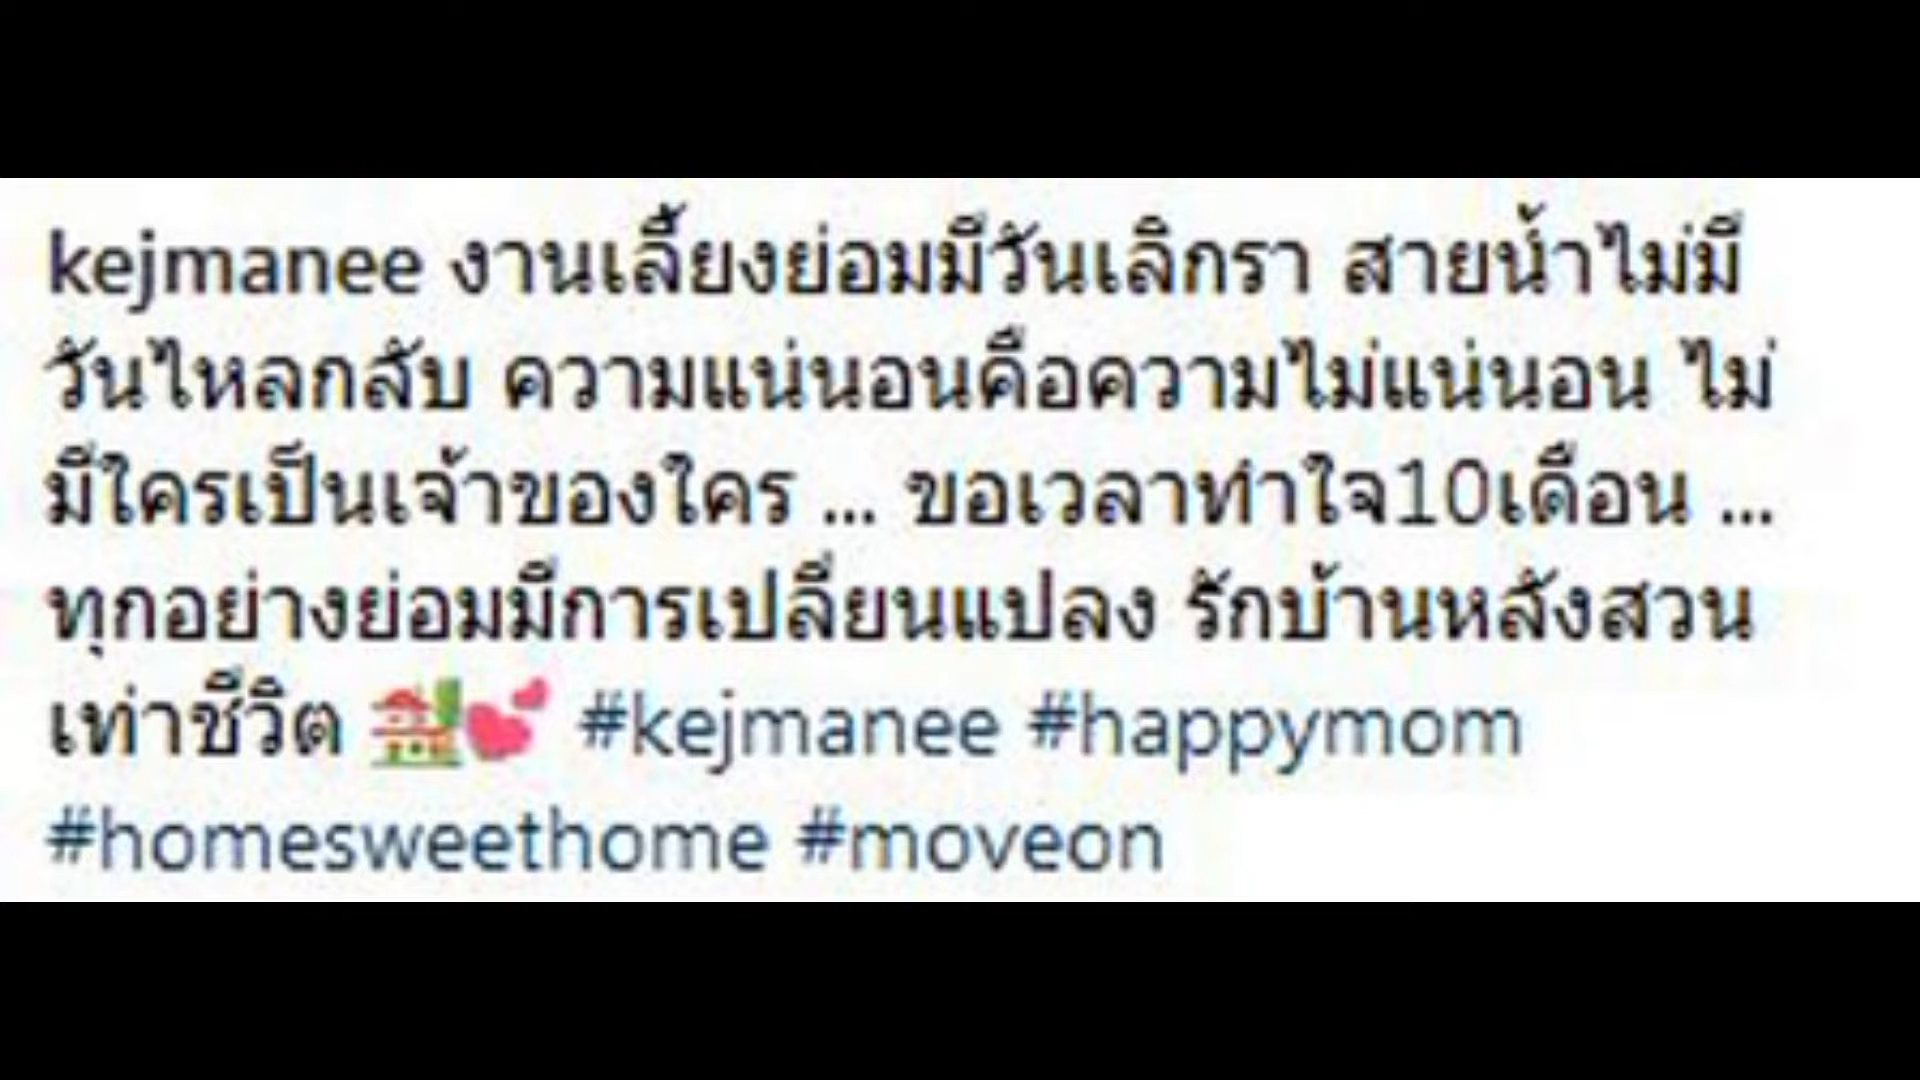 kejmanee งานเลี้ยงย่อมมีวันเลิกรา สายน้ำไม่มี
วันไหลกลับ ความแน่นอนคือความไม่แน่นอน ไม่
มีใครเป็นเจ้าของใคร ... ขอเวลาทำใจ10เดือน ...
ทุกอย่างย่อมมีการเปลี่ยนแปลง รักบ้านหลังสวน
เท่าชีวิต 🏡💕 #kejmanee #happymom
#homesweethome #moveon